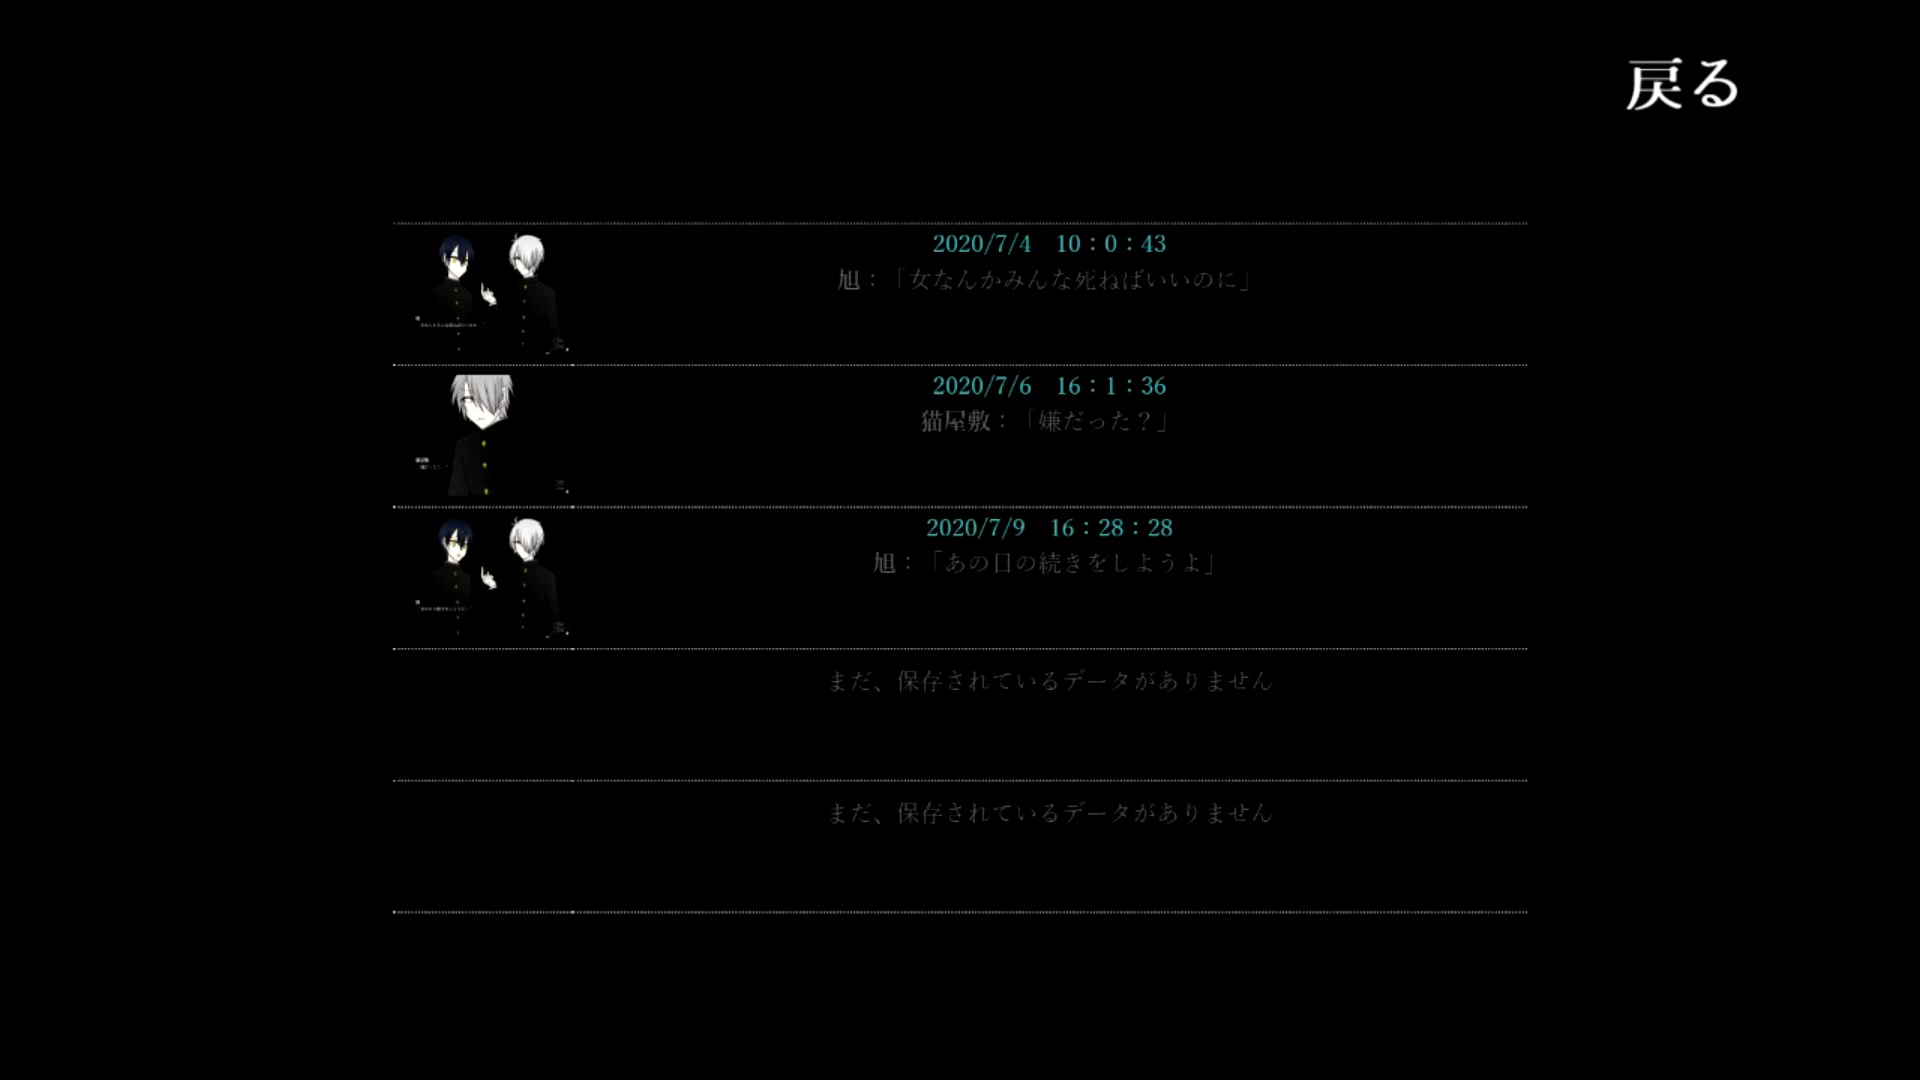 戻る
2020/7/4　10：0：43
旭：「女なんかみんな死ねばいいのに」
2020/7/6　16：1：36
猫屋敷：「嫌だった？」
2020/7/9　16：28：28
旭：「あの日の続きをしようよ」
まだ、保存されているデータがありません
まだ、保存されているデータがありません